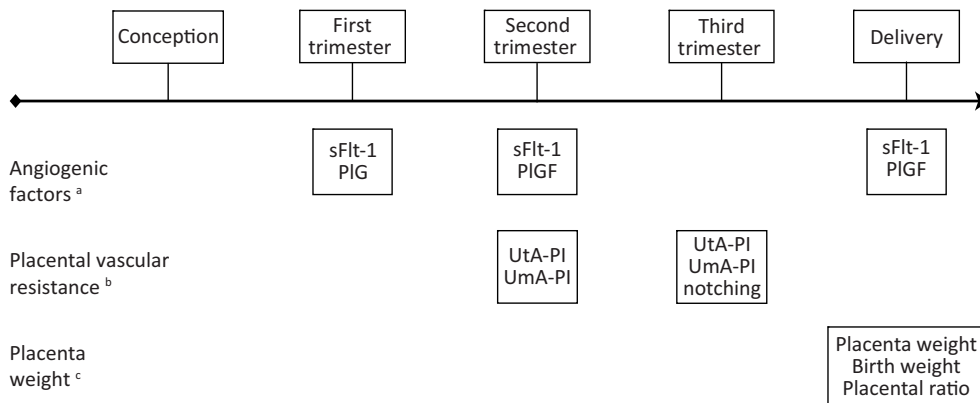 Conception
First
trimester
Second
trimester
Third
trimester
Delivery
Angiogenic
factors a
sFlt-1
PlG
sFlt-1
PlGF
sFlt-1
PlGF
Placental vascular
resistance b
UtA-PI
UmA-PI
UtA-PI
UmA-PI
notching
Placenta
weight c
Placenta weight
Birth weight
Placental ratio